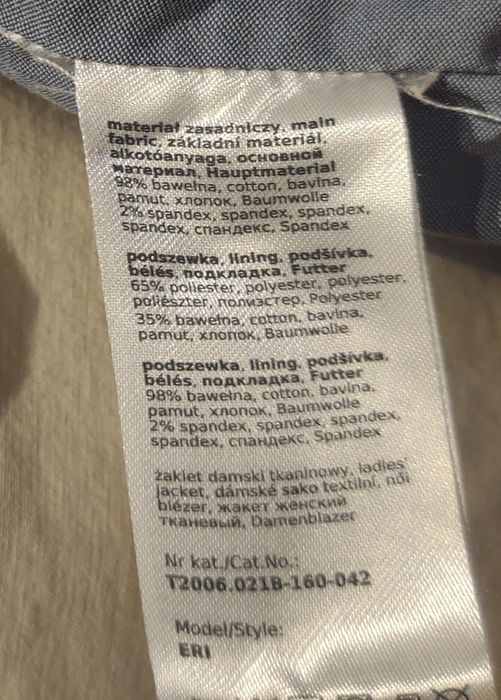 materiał zasadniczy, main
fabric, základní materiál,
alkotóanyaga, основной
материал, Hauptmaterial
98% bawełna, cotton, bavlna,
pamut, хлопок, Baumwolle
2% spandex, spandex, spandex,
spandex, спандекс, Spandex
podszewka, lining, podšívka,
bélés, подкладка, Futter
65% poliester, polyester, polyester,
poliészter, полиэстер, Polyester
35% bawełna, cotton, bavlna,
pamut, хлопок, Baumwolle
podszewka, lining, podšívka,
bélés, подкладка, Futter
98% bawełna, cotton, bavlna,
pamut, хлопок, Baumwolle
2% spandex, spandex, spandex,
spandex, спандекс, Spandex
żakiet damski tkaninowy, ladies'
jacket, dámské sako textilní, női
blézer, жакет женский
тканевый, Damenblazer
Nr kat./Cat.No.:
T2006.021B-160-042
Model/Style:
ERI